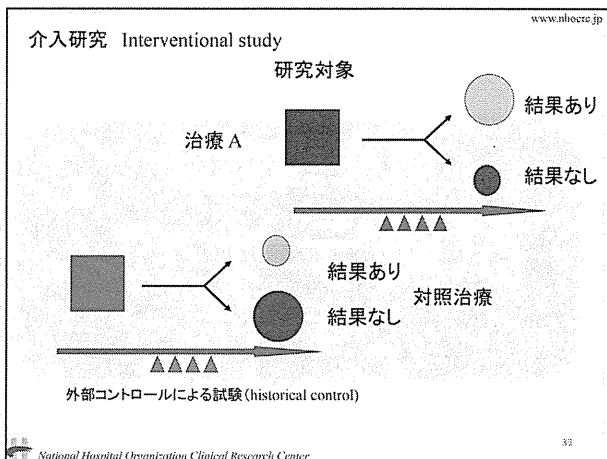 www.nhocrc.jp
介入研究 Interventional study
研究対象
治療 A
結果あり
結果なし
結果あり
結果なし
対照治療
外部コントロールによる試験(historical control)
33
National Hospital Organization Clinical Research Center